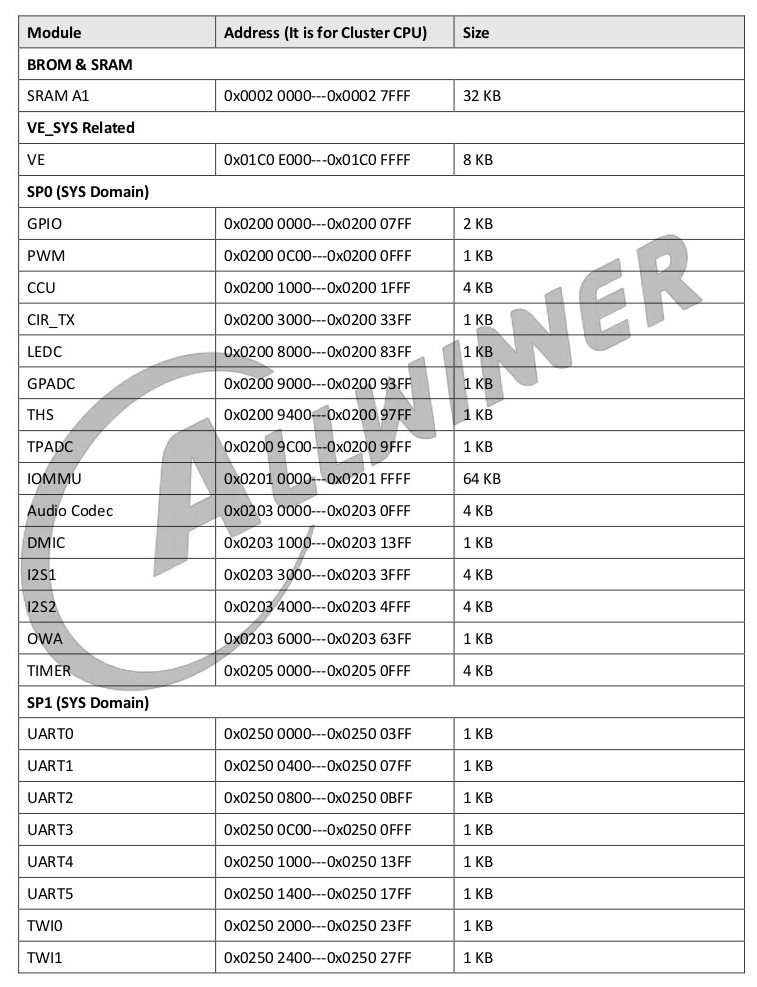 Module Address (It is for Cluster CPU) Size
BROM & SRAM
SRAM A1 0x0002 0000---0x0002 7FFF 32 KB
VE_SYS Related
VE 0x01C0 E000---0x01C0 FFFF 8 KB
SP0 (SYS Domain)
GPIO 0x0200 0000---0x0200 07FF 2 KB
PWM 0x0200 0C00---0x0200 0FFF 1 KB
CCU 0x0200 1000---0x0200 1FFF 4 KB
CIR_TX 0x0200 3000---0x0200 33FF 1 KB
LEDC 0x0200 8000---0x0200 83FF 1 KB
GPADC 0x0200 9000---0x0200 93FF 1 KB
THS 0x0200 9400---0x0200 97FF 1 KB
TPADC 0x0200 9C00---0x0200 9FFF 1 KB
IOMMU 0x0201 0000---0x0201 FFFF 64 KB
Audio Codec 0x0203 0000---0x0203 0FFF 4 KB
DMIC 0x0203 1000---0x0203 13FF 1 KB
I2S1 0x0203 3000---0x0203 3FFF 4 KB
I2S2 0x0203 4000---0x0203 4FFF 4 KB
OWA 0x0203 6000---0x0203 63FF 1 KB
TIMER 0x0205 0000---0x0205 0FFF 4 KB
SP1 (SYS Domain)
UART0 0x0250 0000---0x0250 03FF 1 KB
UART1 0x0250 0400---0x0250 07FF 1 KB
UART2 0x0250 0800---0x0250 0BFF 1 KB
UART3 0x0250 0C00---0x0250 0FFF 1 KB
UART4 0x0250 1000---0x0250 13FF 1 KB
UART5 0x0250 1400---0x0250 17FF 1 KB
TWI0 0x0250 2000---0x0250 23FF 1 KB
TWI1 0x0250 2400---0x0250 27FF 1 KB
ALLWINNER